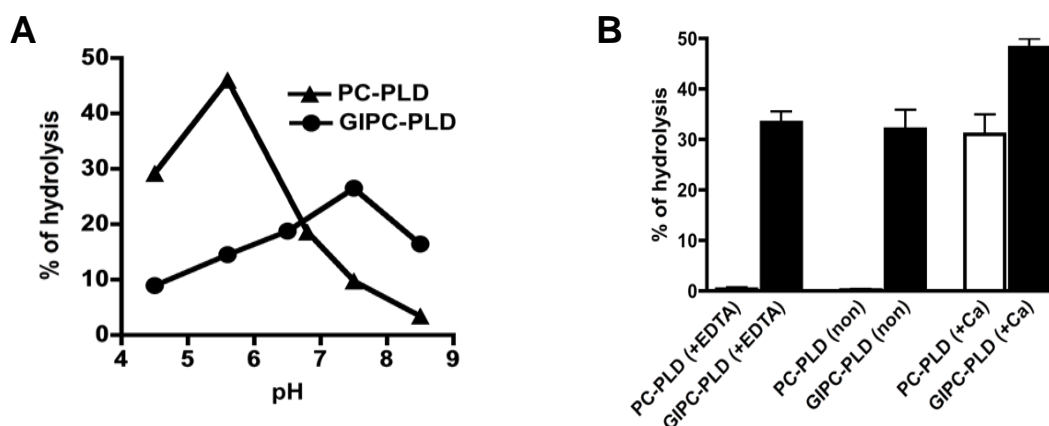 A
50
40
30
20
10
0
% of hydrolysis
PC-PLD
GIPC-PLD
4 5 6 7 8 9
pH
B
50
40
30
20
10
0
% of hydrolysis
PC-PLD (+EDTA)
GIPC-PLD (+EDTA)
PC-PLD (non)
GIPC-PLD (non)
PC-PLD (+Ca)
GIPC-PLD (+Ca)